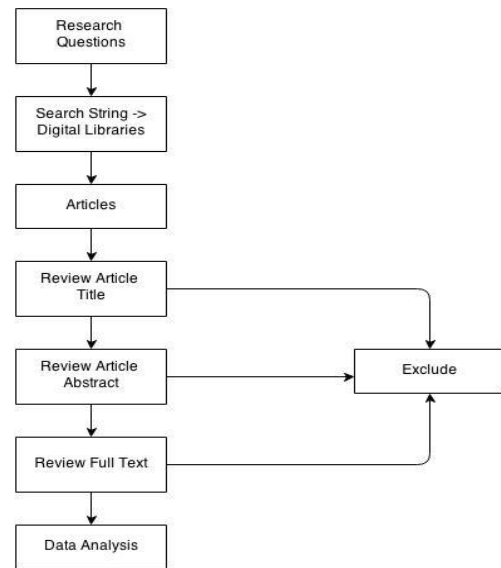 Research
Questions
Search String ->
Digital Libraries
Articles
Review Article
Title
Review Article
Abstract
Exclude
Review Full Text
Data Analysis